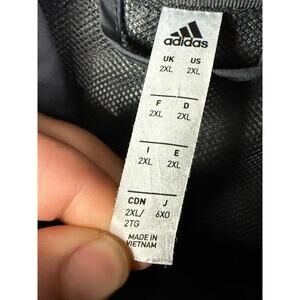 adidas
UK US
2XL 2XL
F D
2XL 2XL
I E
2XL 2XL
CDN J
2XL/ 6XO
2TG
MADE IN
VIETNAM